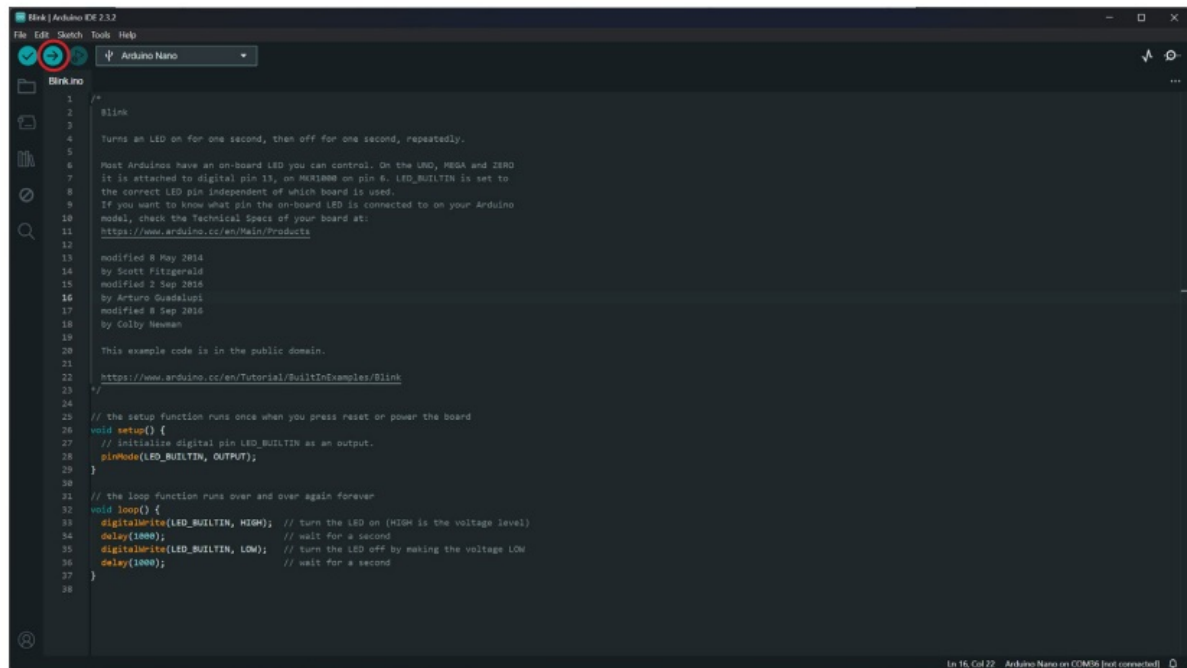 Blink | Arduino IDE 2.3.2
File Edit Sketch Tools Help
Arduino Nano
Blink.ino
1 /*
2 Blink
3
4 Turns an LED on for one second, then off for one second, repeatedly.
5
6 Most Arduinos have an on-board LED you can control. On the UNO, MEGA and ZERO
7 it is attached to digital pin 13, on MKR1000 on pin 6. LED_BUILTIN is set to
8 the correct LED pin independent of which board is used.
9 If you want to know what pin the on-board LED is connected to on your Arduino
10 model, check the Technical Specs of your board at:
11 https://www.arduino.cc/en/Main/Products
12
13 modified 8 May 2014
14 by Scott Fitzgerald
15 modified 2 Sep 2016
16 by Arturo Guadalupi
17 modified 8 Sep 2016
18 by Colby Newman
19
20 This example code is in the public domain.
21
22 https://www.arduino.cc/en/Tutorial/BuiltInExamples/Blink
23 */
24
25 // the setup function runs once when you press reset or power the board
26 void setup() {
27 // initialize digital pin LED_BUILTIN as an output.
28 pinMode(LED_BUILTIN, OUTPUT);
29 }
30
31 // the loop function runs over and over again forever
32 void loop() {
33 digitalWrite(LED_BUILTIN, HIGH); // turn the LED on (HIGH is the voltage level)
34 delay(1000); // wait for a second
35 digitalWrite(LED_BUILTIN, LOW); // turn the LED off by making the voltage LOW
36 delay(1000); // wait for a second
37 }
38
Ln 16, Col 22 Arduino Nano on COM36 [not connected]